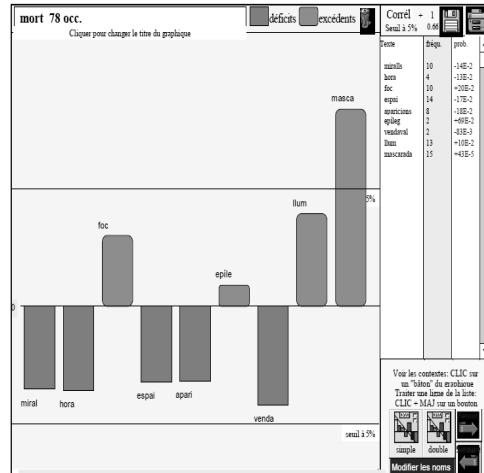 mort 78 occ.
Cliquer pour changer le titre du graphique
déficits excédents
Corrél + 1
Seuil à 5% 0.66
Texte fréqu. prob.
miralls 10 -14E-2
hora 4 -13E-2
foc 10 +20E-2
espai 14 -17E-2
aparicions 8 -18E-2
epileg 2 +69E-2
vendaval 2 -83E-3
llum 13 +10E-2
mascarada 15 +43E-5
masca
5%
llum
foc
epile
0
miral
hora
espai
apari
venda
seuil à 5%
Voir les contextes: CLIC sur
un "bâton" du graphique
Traiter une ligne de la liste:
CLIC + MAJ sur un bouton
simple double
Modifier les noms